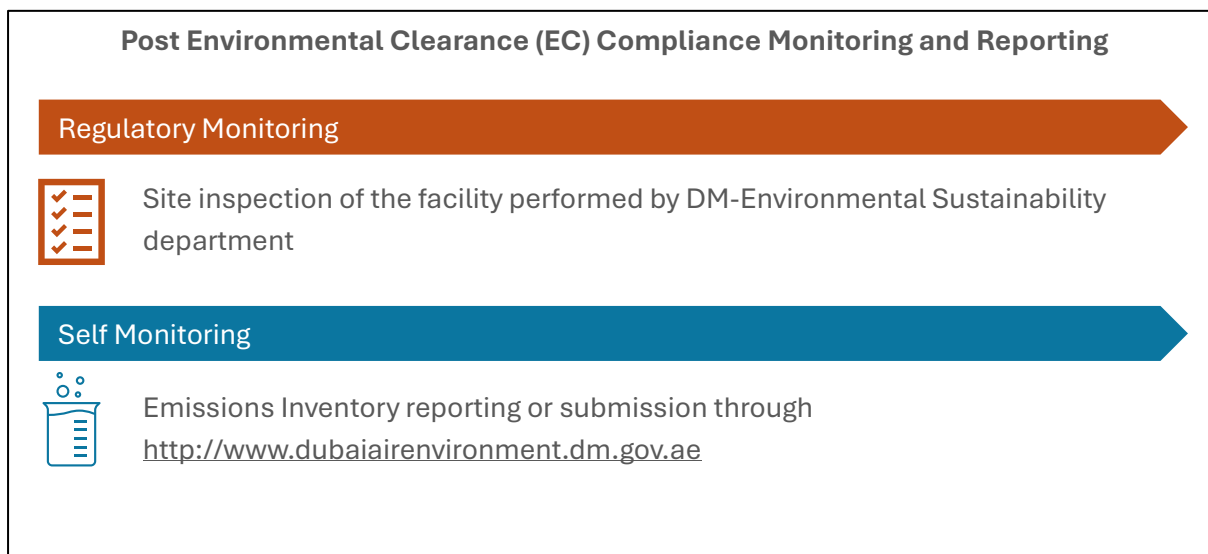 Post Environmental Clearance (EC) Compliance Monitoring and Reporting
Regulatory Monitoring
Site inspection of the facility performed by DM-Environmental Sustainability
department
Self Monitoring
Emissions Inventory reporting or submission through
http://www.dubaiairenvironment.dm.gov.ae